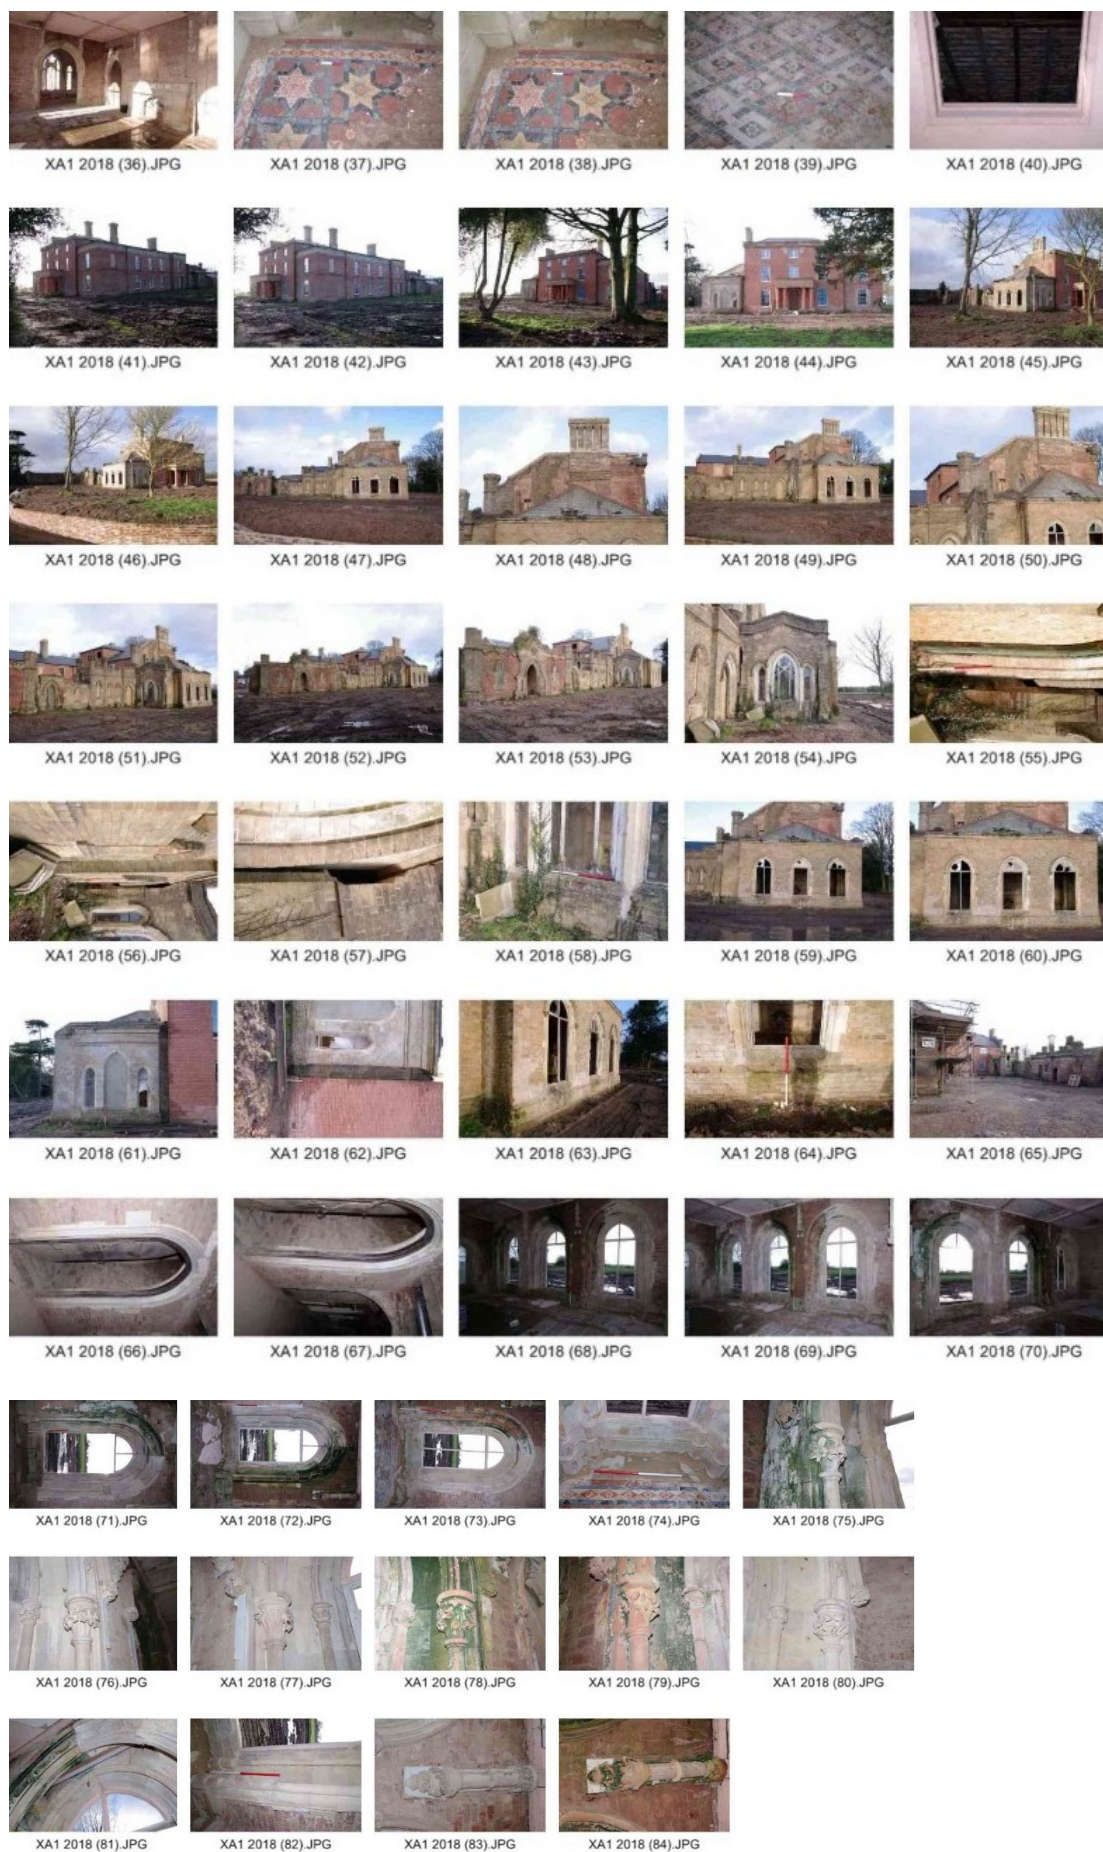 XA1 2018 (36).JPG XA1 2018 (37).JPG XA1 2018 (38).JPG XA1 2018 (39).JPG XA1 2018 (40).JPG
XA1 2018 (41).JPG XA1 2018 (42).JPG XA1 2018 (43).JPG XA1 2018 (44).JPG XA1 2018 (45).JPG
XA1 2018 (46).JPG XA1 2018 (47).JPG XA1 2018 (48).JPG XA1 2018 (49).JPG XA1 2018 (50).JPG
XA1 2018 (51).JPG XA1 2018 (52).JPG XA1 2018 (53).JPG XA1 2018 (54).JPG XA1 2018 (55).JPG
XA1 2018 (56).JPG XA1 2018 (57).JPG XA1 2018 (58).JPG XA1 2018 (59).JPG XA1 2018 (60).JPG
XA1 2018 (61).JPG XA1 2018 (62).JPG XA1 2018 (63).JPG XA1 2018 (64).JPG XA1 2018 (65).JPG
XA1 2018 (66).JPG XA1 2018 (67).JPG XA1 2018 (68).JPG XA1 2018 (69).JPG XA1 2018 (70).JPG
XA1 2018 (71).JPG XA1 2018 (72).JPG XA1 2018 (73).JPG XA1 2018 (74).JPG XA1 2018 (75).JPG
XA1 2018 (76).JPG XA1 2018 (77).JPG XA1 2018 (78).JPG XA1 2018 (79).JPG XA1 2018 (80).JPG
XA1 2018 (81).JPG XA1 2018 (82).JPG XA1 2018 (83).JPG XA1 2018 (84).JPG